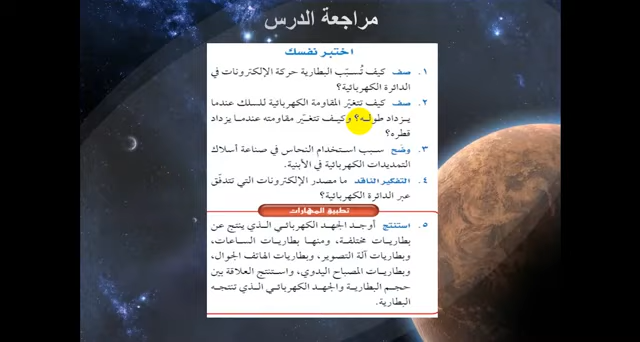 مراجعة الدرس
اختبر نفسك
١. صف كيف تُسبّب البطارية حركة الإلكترونات في
الدائرة الكهربائية؟
٢. صف كيف تتغيّر المقاومة الكهربائية للسلك عندما
يزداد طوله؟ وكيف تتغيّر مقاومته عندما يزداد
قطره؟
٣. وضح سبب استخدام النحاس في صناعة أسلاك
التمديدات الكهربائية في الأبنية.
٤. التفكير الناقد ما مصدر الإلكترونات التي تتدفّق
عبر الدائرة الكهربائية؟
تطبيق المهارات
٥. استنتج أوجد الجهد الكهربائي الذي ينتج عن
بطاريات مختلفة، ومنها بطاريات الساعات،
وبطاريات آلة التصوير، وبطاريات الهاتف الجوال،
وبطاريات المصباح اليدوي، واستنتج العلاقة بين
حجم البطارية والجهد الكهربائي الذي تنتجه
البطارية.